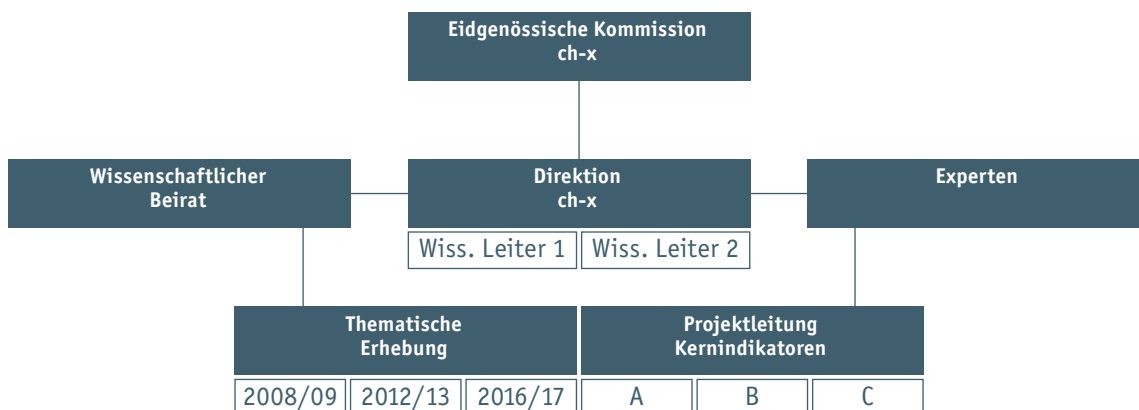 Eidgenössische Kommission
ch-x
Wissenschaftlicher
Beirat
Direktion
ch-x
Experten
Wiss. Leiter 1
Wiss. Leiter 2
Thematische
Erhebung
Projektleitung
Kernindikatoren
2008/09
2012/13
2016/17
A
B
C